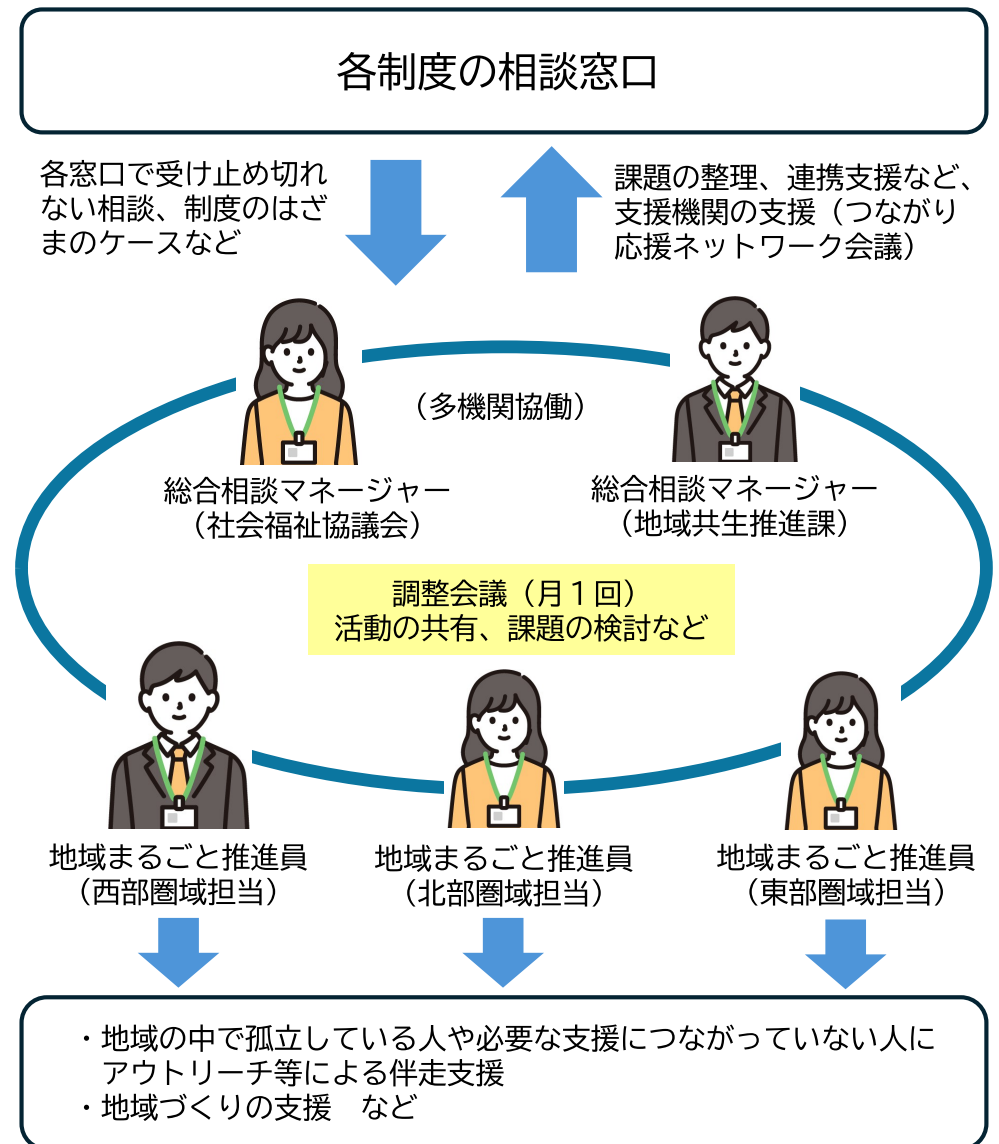 各制度の相談窓口
各窓口で受け止め切れ
ない相談、制度のはざ
まのケースなど
課題の整理、連携支援など、
支援機関の支援（つながり
応援ネットワーク会議）
（多機関協働）
総合相談マネージャー
（社会福祉協議会）
総合相談マネージャー
（地域共生推進課）
調整会議（月１回）
活動の共有、課題の検討など
地域まるごと推進員
（西部圏域担当）
地域まるごと推進員
（北部圏域担当）
地域まるごと推進員
（東部圏域担当）
・地域の中で孤立している人や必要な支援につながっていない人に
アウトリーチ等による伴走支援
・地域づくりの支援　など